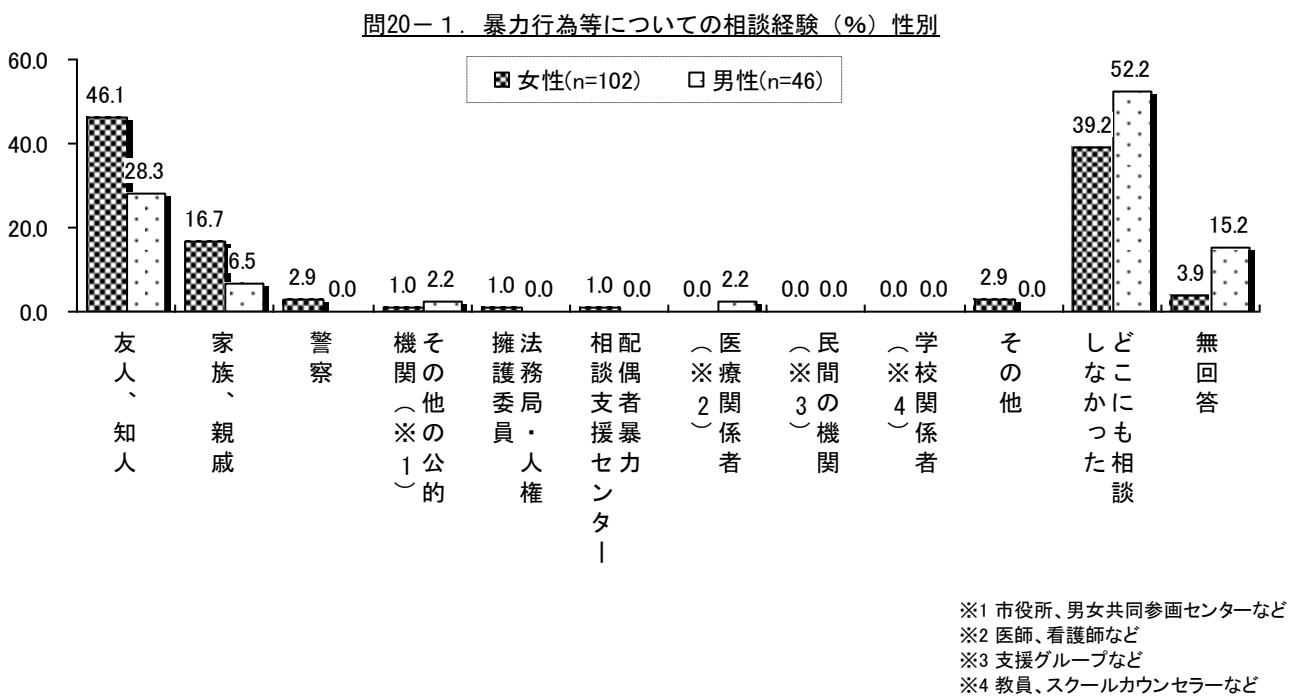 問20－１．暴力行為等についての相談経験（％）性別
女性(n=102) 男性(n=46)
60.0
40.0
20.0
0.0
46.1 28.3
16.7 6.5
2.9 0.0
1.0 2.2
1.0 0.0
1.0 0.0
0.0 2.2
0.0 0.0
0.0 0.0
2.9 0.0
39.2 52.2
3.9 15.2
友人、知人
家族、親戚
警察
その他の公的
機関（※１）
法務局・人権
擁護委員
配偶者暴力
相談支援センター
医療関係者
（※２）
民間の機関
（※３）
学校関係者
（※４）
その他
どこにも相談
しなかった
無回答
※1 市役所、男女共同参画センターなど
※2 医師、看護師など
※3 支援グループなど
※4 教員、スクールカウンセラーなど